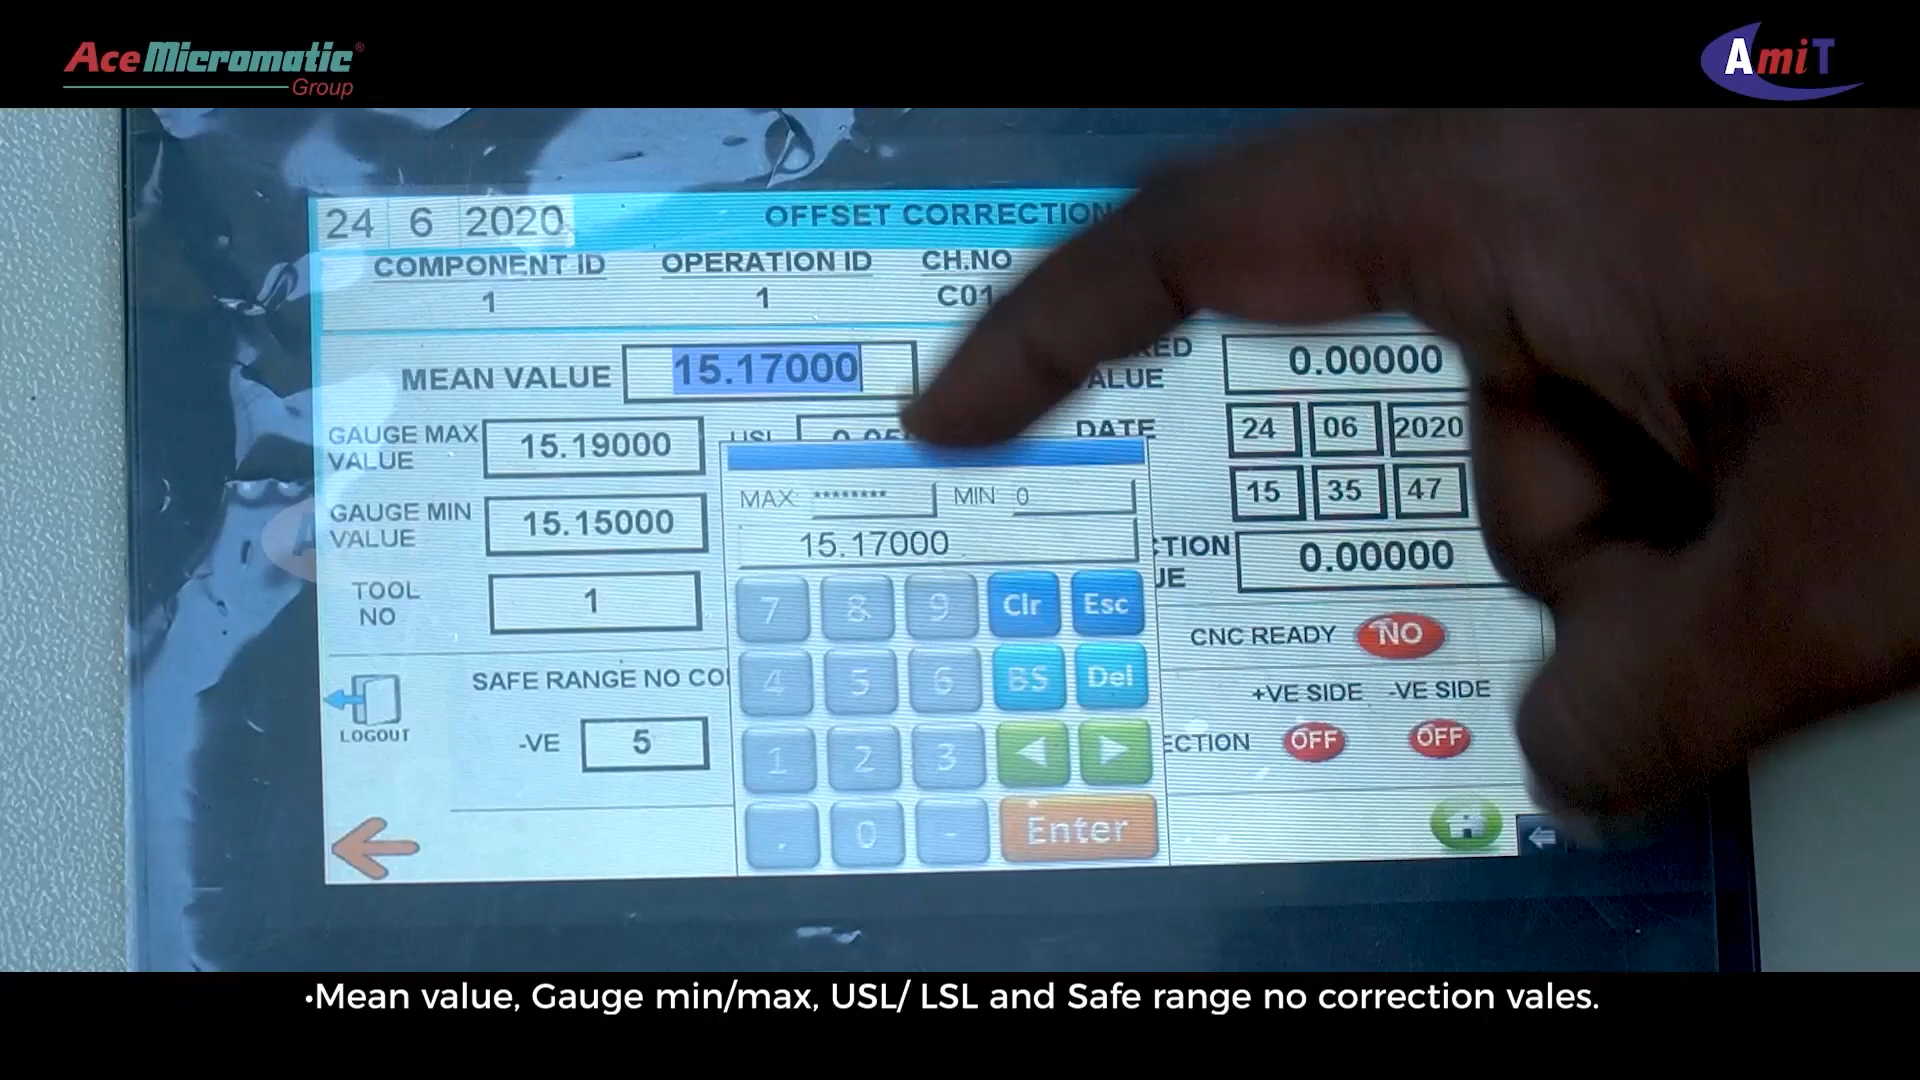 Ace Micromatic®
Group
AmiT
24 6 2020
OFFSET CORRECTION
COMPONENT ID OPERATION ID CH.NO
1 1 C01
MEAN VALUE 15.17000
0.00000
ALUE
GAUGE MAX
VALUE
15.19000
USL
DATE
24 06 2020
15 35 47
MAX ******** MIN 0
15.17000
GAUGE MIN
VALUE
15.15000
0.00000
TOOL
NO
1
7 8 9 Clr Esc
4 5 6 BS Del
1 2 3
. 0 - Enter
CNC READY NO
SAFE RANGE NO CO
-VE 5
+VE SIDE -VE SIDE
ECTION OFF OFF
LOGOUT
•Mean value, Gauge min/max, USL/ LSL and Safe range no correction vales.